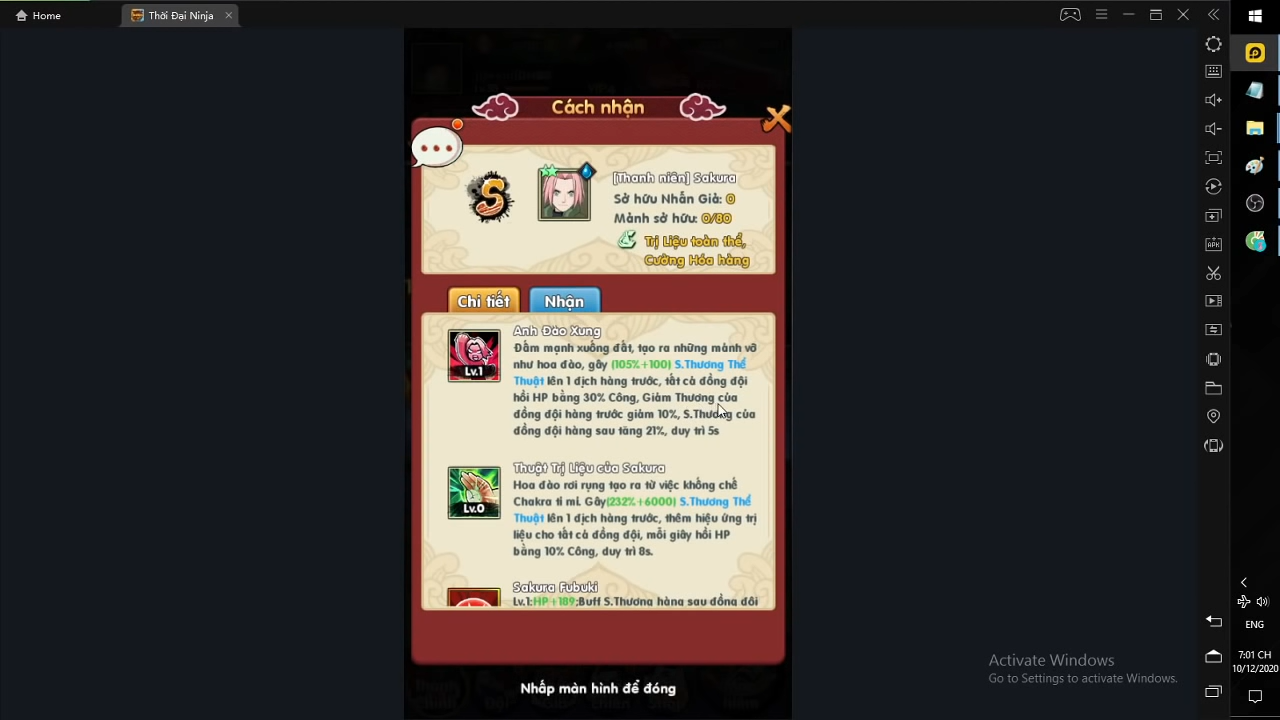 Home
Thời Đại Ninja
Cách nhận
S
[Thanh niên] Sakura
Sở hữu Nhẫn Giả: 0
Mảnh sở hữu: 0/80
Trị Liệu toàn thể,
Cường Hóa hàng
Chi tiết
Nhận
Anh Đào Xung
Đấm mạnh xuống đất, tạo ra những mảnh vỡ
như hoa đào, gây (105%+100) S.Thương Thể
Thuật lên 1 địch hàng trước, tất cả đồng đội
hồi HP bằng 30% Công, Giảm Thương của
đồng đội hàng trước giảm 10%, S.Thương của
đồng đội hàng sau tăng 21%, duy trì 5s
Lv.1
Thuật Trị Liệu của Sakura
Hoa đào rơi rụng tạo ra từ việc khống chế
Chakra tỉ mỉ. Gây(232%+6000) S.Thương Thể
Thuật lên 1 địch hàng trước, thêm hiệu ứng trị
liệu cho tất cả đồng đội, mỗi giây hồi HP
bằng 10% Công, duy trì 8s.
Lv.0
Sakura Fubuki
Lv.1:HP+189;Buff S.Thương hàng sau đồng đội
Nhấp màn hình để đóng
Activate Windows
Go to Settings to activate Windows.
APK
ENG
7:01 CH
10/12/2020